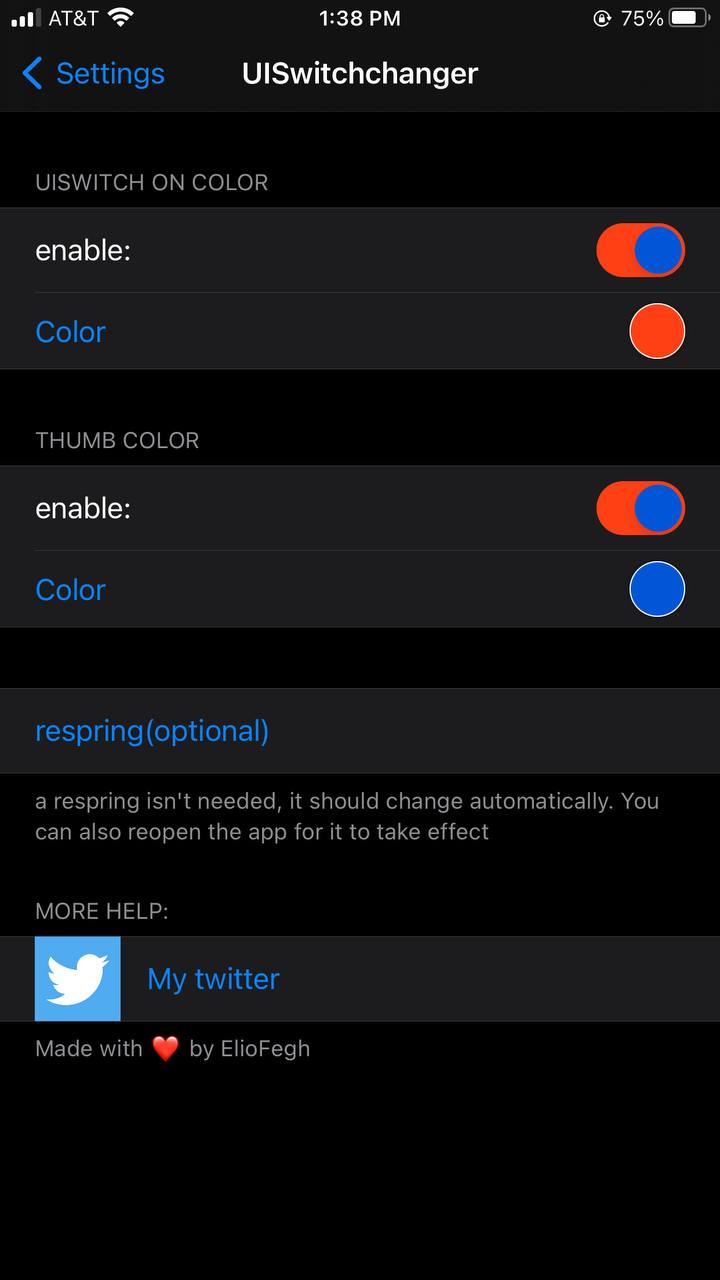 AT&T 1:38 PM 75%
Settings UISwitchchanger
UISWITCH ON COLOR
enable:
Color
THUMB COLOR
enable:
Color
respring(optional)
a respring isn't needed, it should change automatically. You
can also reopen the app for it to take effect
MORE HELP:
My twitter
Made with ❤️ by ElioFegh